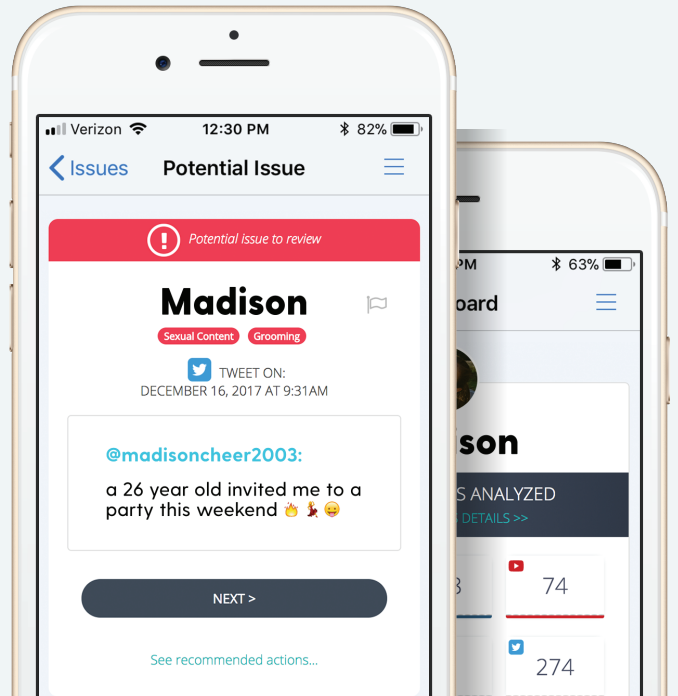 Verizon 12:30 PM 82%
Issues Potential Issue
Potential issue to review
Madison
Sexual Content Grooming
TWEET ON:
DECEMBER 16, 2017 AT 9:31AM
@madisoncheer2003:
a 26 year old invited me to a
party this weekend 🔥💃😛
NEXT >
See recommended actions...
PM 63%
oard
son
S ANALYZED
DETAILS >>
74
274